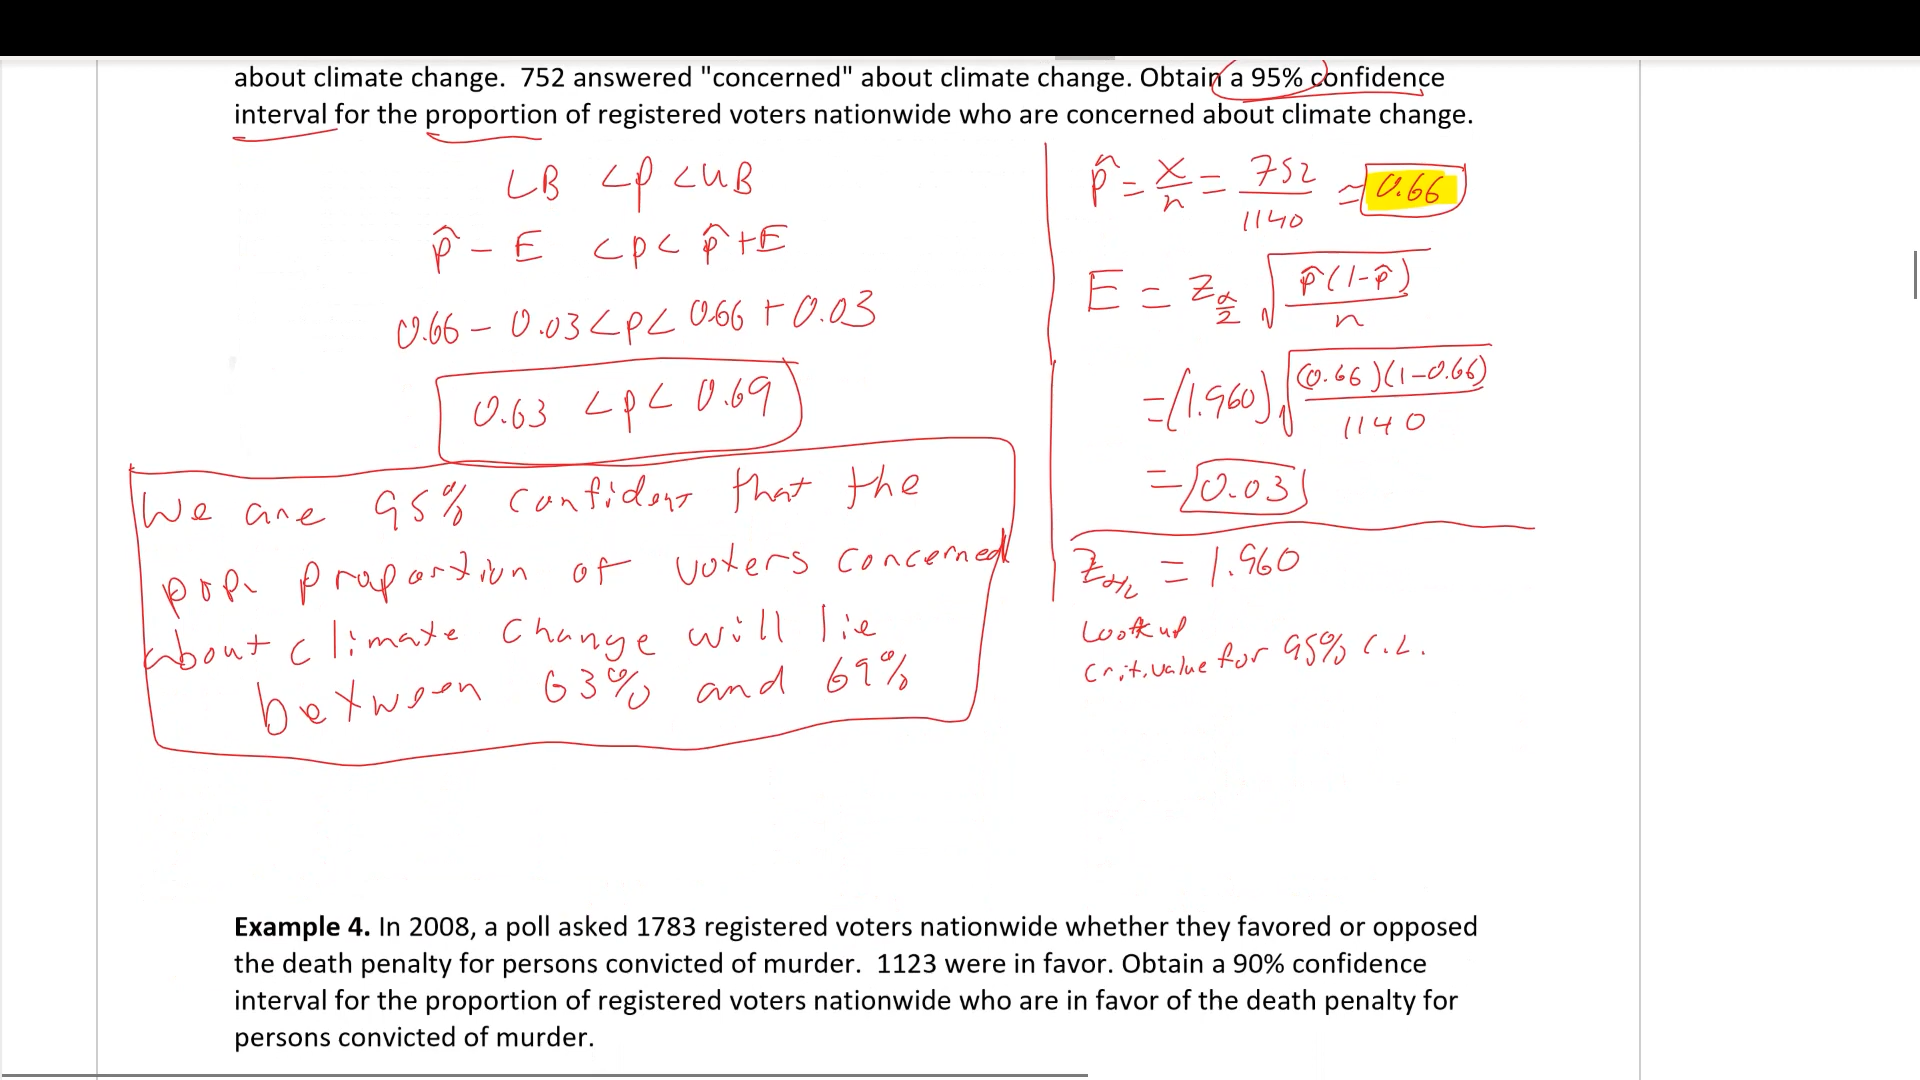 about climate change.  752 answered "concerned" about climate change. Obtain a 95% confidence
interval for the proportion of registered voters nationwide who are concerned about climate change.
LB < p < UB
p̂ - E < p < p̂ + E
0.66 - 0.03 < p < 0.66 + 0.03
0.63 < p < 0.69
We are 95% confident that the
pop. proportion of voters concerned
about climate change will lie
between 63% and 69%
p̂ = x/n = 752/1140 ≈ 0.66
E = z_α/2 √(p̂(1-p̂)/n)
= (1.960) √((0.66)(1-0.66)/1140)
= 0.03
z_α/2 = 1.960
Look up
crit. value for 95% C.L.
Example 4. In 2008, a poll asked 1783 registered voters nationwide whether they favored or opposed
the death penalty for persons convicted of murder.  1123 were in favor. Obtain a 90% confidence
interval for the proportion of registered voters nationwide who are in favor of the death penalty for
persons convicted of murder.